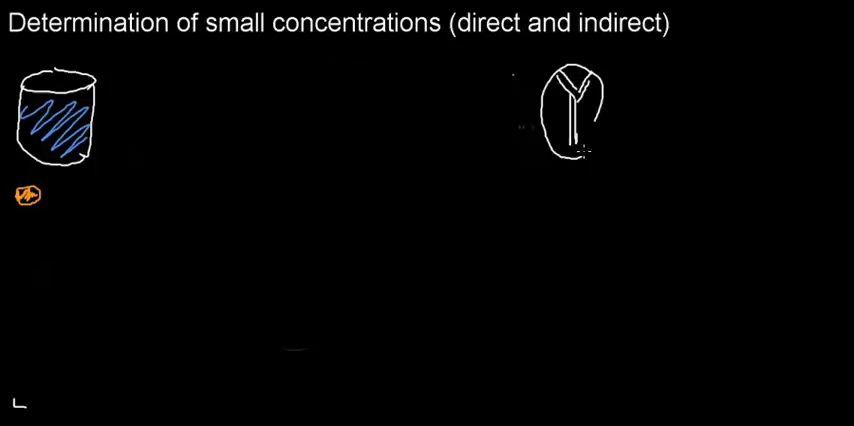 Determination of small concentrations (direct and indirect)